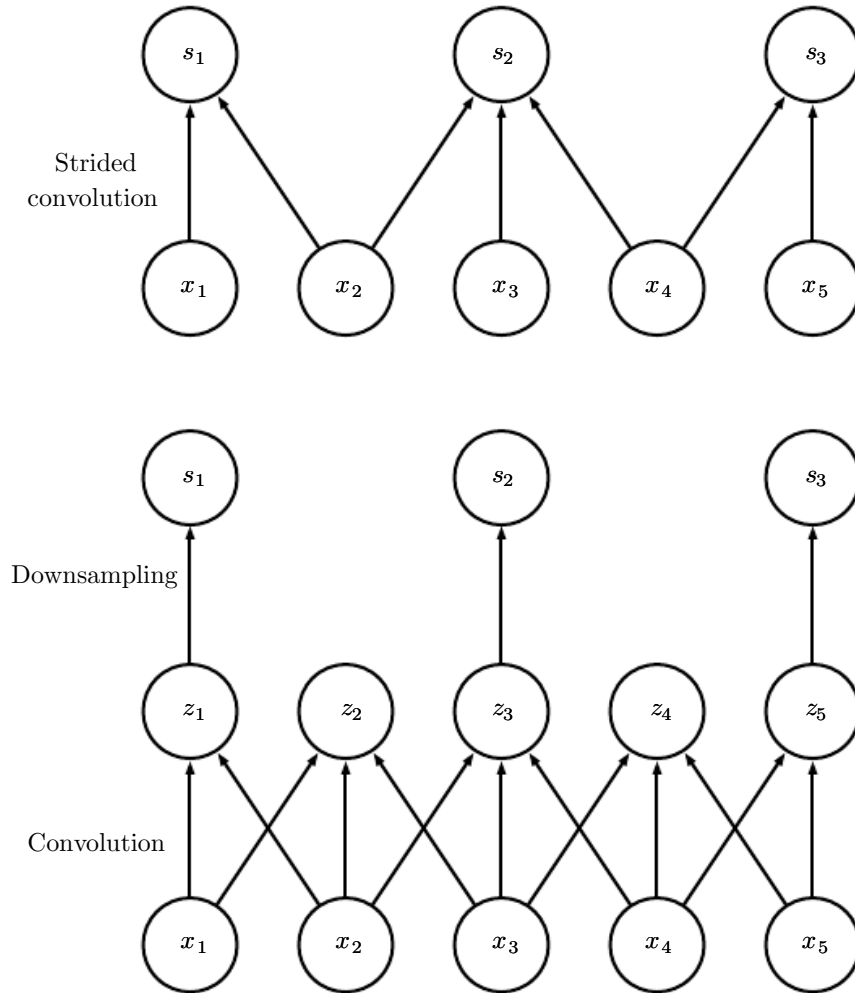 s₁ s₂ s₃
Strided
convolution
x₁ x₂ x₃ x₄ x₅
s₁ s₂ s₃
Downsampling
z₁ z₂ z₃ z₄ z₅
Convolution
x₁ x₂ x₃ x₄ x₅